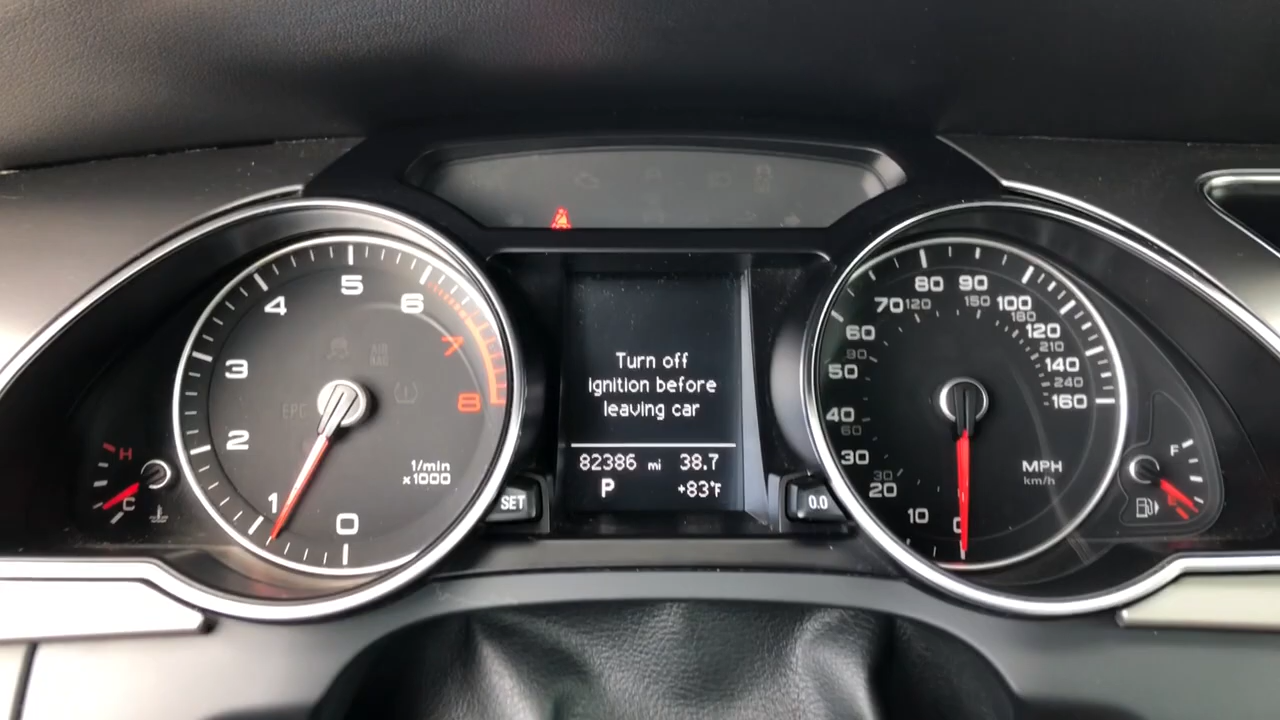 5
4
6
3
7
AIR
BAG
EPC
8
2
1/min
x1000
1
0
H
C
Turn off
ignition before
leaving car
82386 mi 38.7
P +83°F
SET
0.0
80 90
70 120 150 100
160
60 120
90 210
50 140
240
160
40
60
30
30
20
MPH
km/h
10
0
F